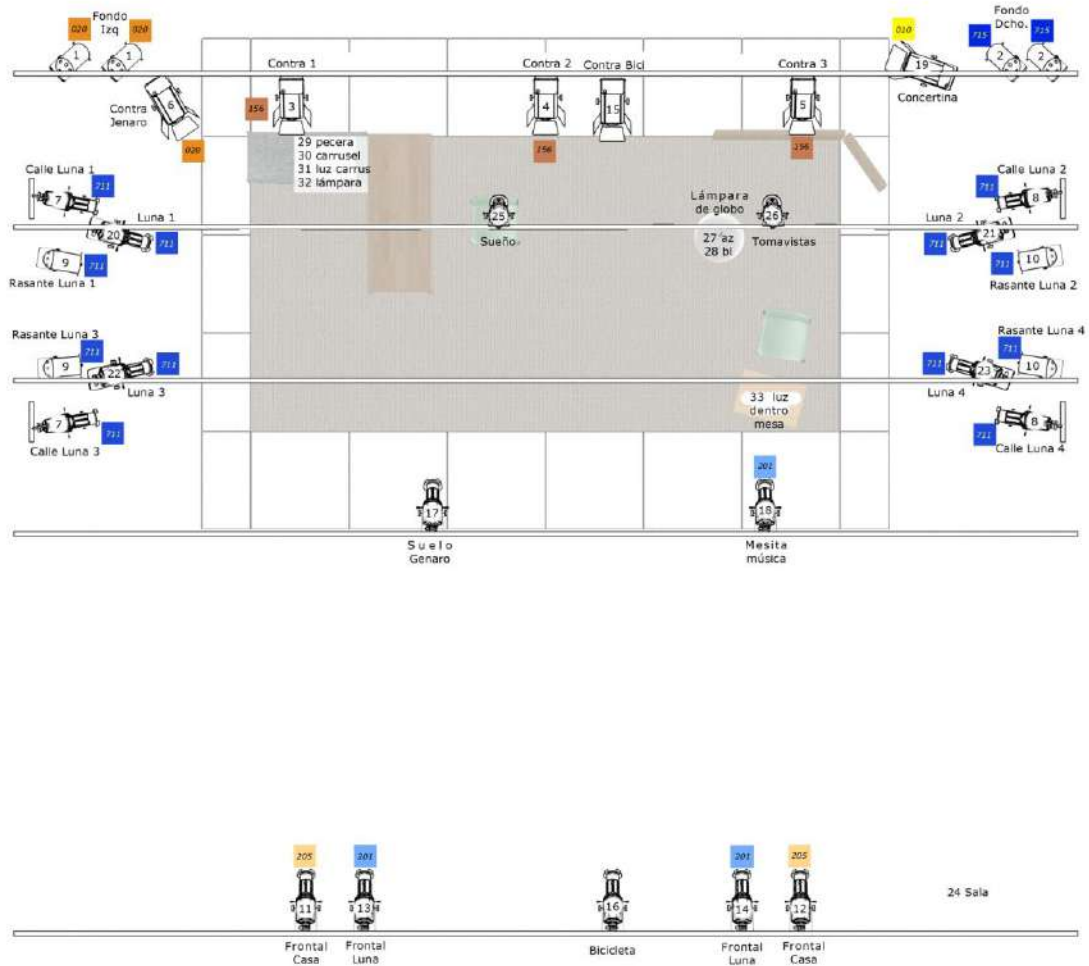 Fondo
Izq
020
020
1
1
Fondo
Dcho.
715
715
2
2
010
19
Concertina
Contra 1
Contra 2
Contra Bici
Contra 3
6
3
4
15
5
Contra
Jenaro
156
156
156
020
29 pecera
30 carrusel
31 luz carrus
32 lámpara
Calle Luna 1
7
711
Luna 1
20
711
9
711
Rasante Luna 1
25
Sueño
Lámpara
de globo
27 az
28 bl
26
Tomavistas
Calle Luna 2
711
8
Luna 2
21
711
711
10
Rasante Luna 2
Rasante Luna 3
9
711
22
711
Luna 3
7
711
Calle Luna 3
Rasante Luna 4
711
10
711
23
Luna 4
8
711
Calle Luna 4
33 luz
dentro
mesa
201
17
18
Suelo
Genaro
Mesita
música
205
201
201
205
11
13
16
14
12
24 Sala
Frontal
Casa
Frontal
Luna
Bicicleta
Frontal
Luna
Frontal
Casa